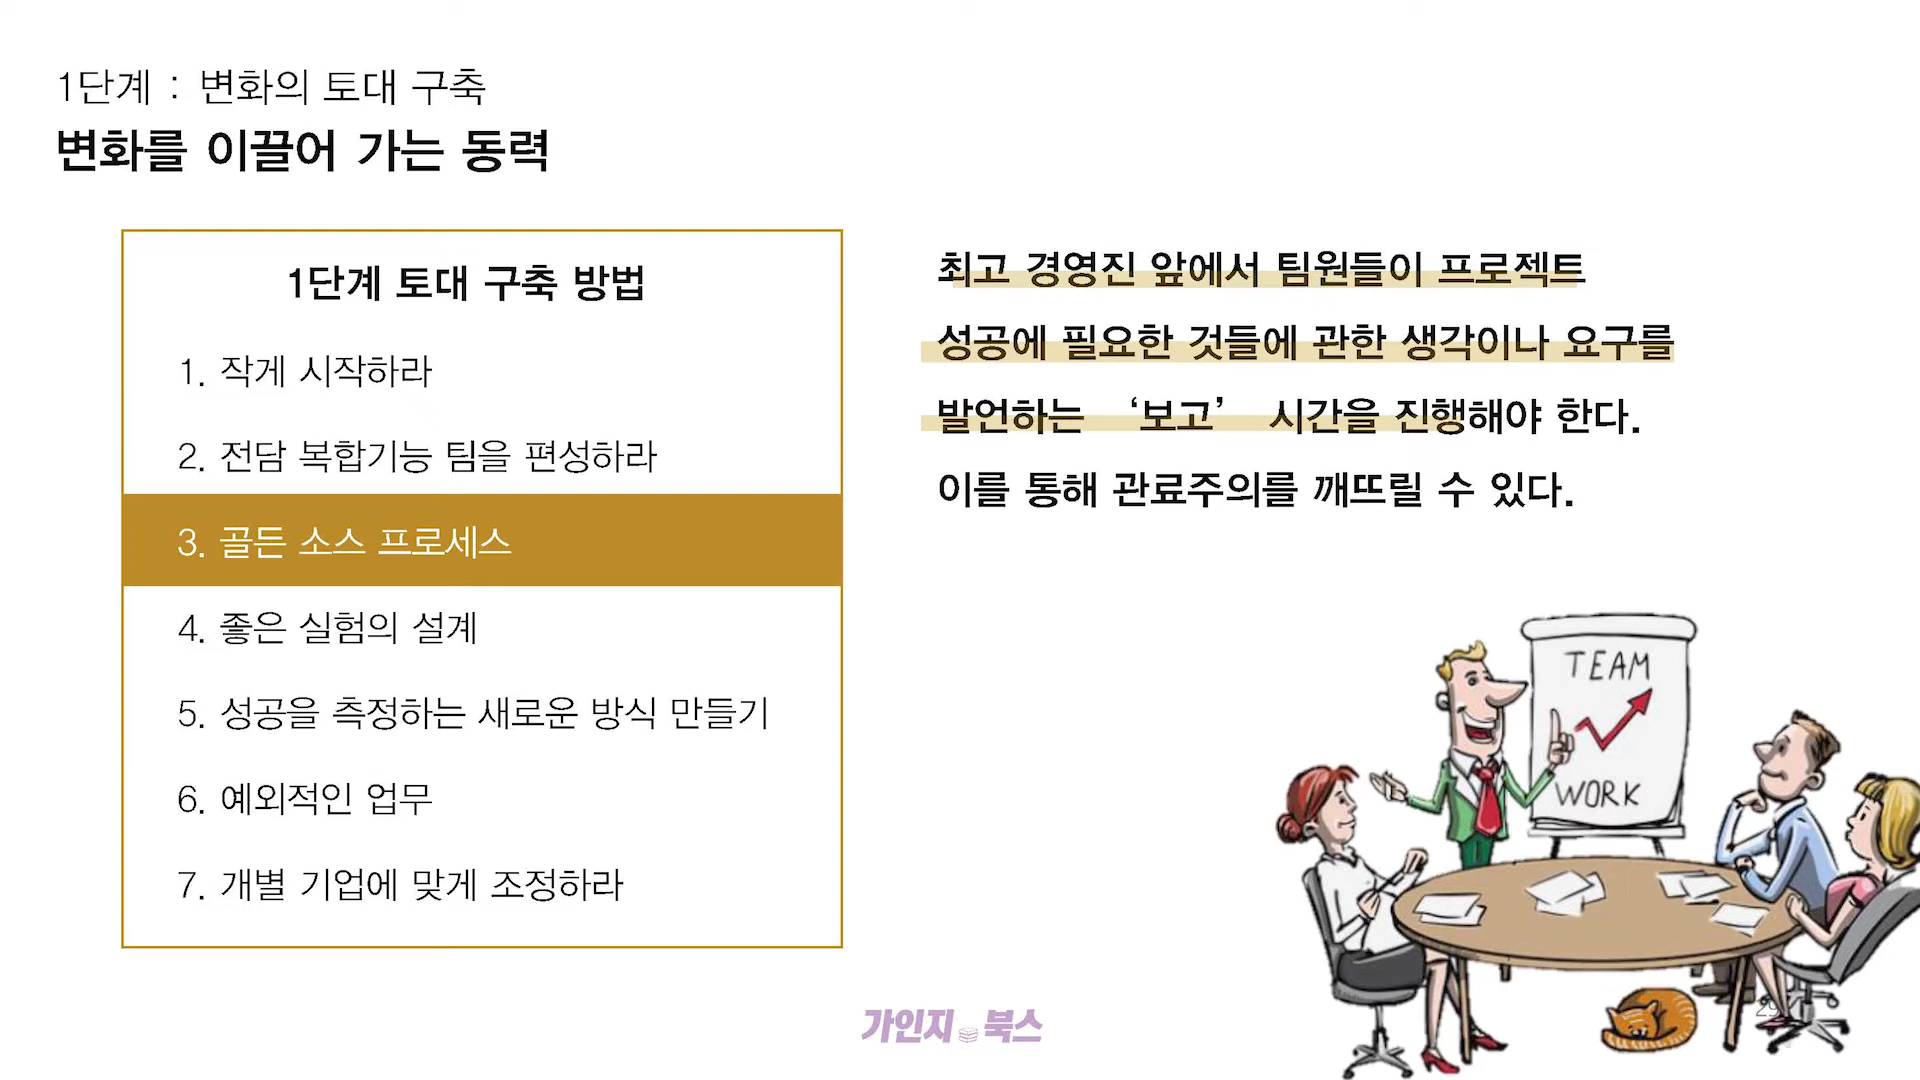 1단계 : 변화의 토대 구축
변화를 이끌어 가는 동력
1단계 토대 구축 방법
1. 작게 시작하라
2. 전담 복합기능 팀을 편성하라
3. 골든 소스 프로세스
4. 좋은 실험의 설계
5. 성공을 측정하는 새로운 방식 만들기
6. 예외적인 업무
7. 개별 기업에 맞게 조정하라
최고 경영진 앞에서 팀원들이 프로젝트
성공에 필요한 것들에 관한 생각이나 요구를
발언하는 ‘보고’ 시간을 진행해야 한다.
이를 통해 관료주의를 깨뜨릴 수 있다.
TEAM
WORK
가인지 북스
29